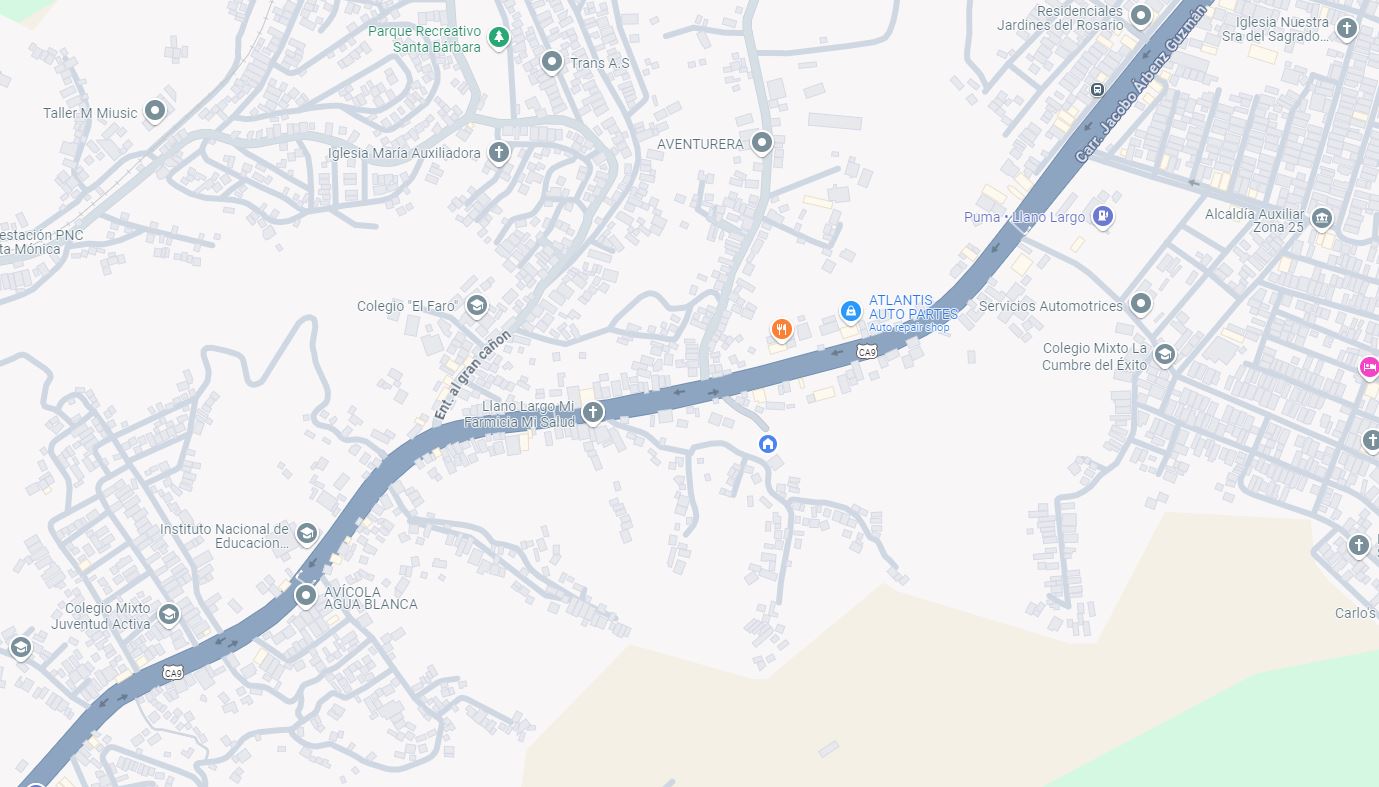 Residenciales
Jardines del Rosario
Iglesia Nuestra
Sra del Sagrado...
Parque Recreativo
Santa Bárbara
Trans A.S
Carr. Jacobo Árbenz Guzmán
Taller M Miusic
AVENTURERA
Iglesia María Auxiliadora
Puma • Llano Largo
Alcaldía Auxiliar
Zona 25
estación PNC
ta Mónica
Colegio "El Faro"
ATLANTIS
AUTO PARTES
Auto repair shop
Servicios Automotrices
CA9
Colegio Mixto La
Cumbre del Éxito
Ent. al gran cañon
Llano Largo Mi
Farmicia Mi Salud
Instituto Nacional de
Educacion...
AVÍCOLA
AGUA BLANCA
Colegio Mixto
Juventud Activa
Carlo's
CA9